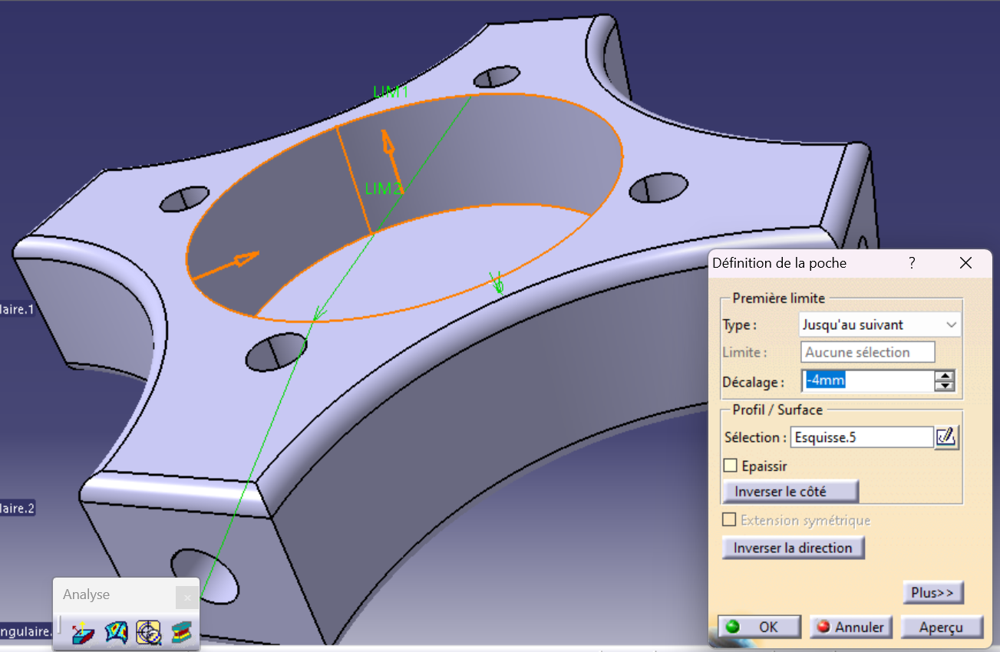 LIM1
LIM2
laire.1
laire.2
ngulaire.
Analyse
Définition de la poche ?
Première limite
Type : Jusqu'au suivant
Limite : Aucune sélection
Décalage : -4mm
Profil / Surface
Sélection : Esquisse.5
Epaissir
Inverser le côté
Extension symétrique
Inverser la direction
Plus>>
OK Annuler Aperçu